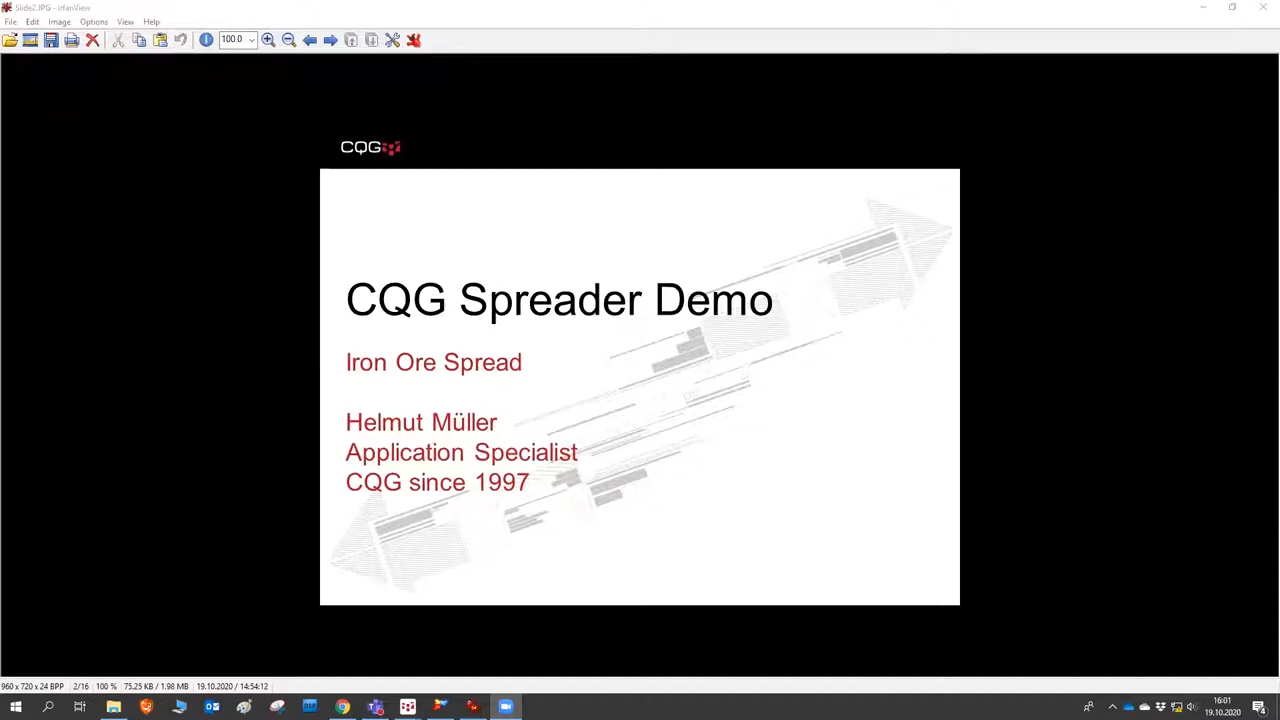 Slide2.JPG - IrfanView
File Edit Image Options View Help
100.0
CQG
CQG Spreader Demo
Iron Ore Spread
Helmut Müller
Application Specialist
CQG since 1997
960 x 720 x 24 BPP 2/16 100 % 75.25 KB / 1.98 MB 19.10.2020 / 14:54:12
16:01
19.10.2020